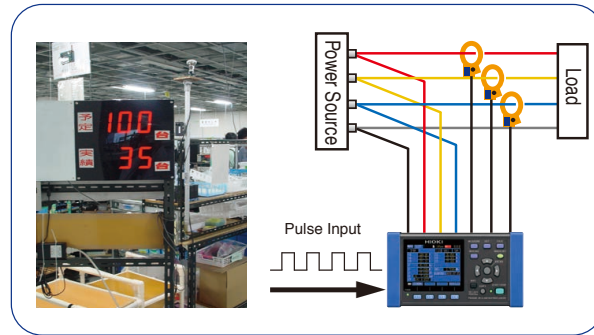 予定
100
台
実績
35
台
Power Source
Load
Pulse Input
HIOKI